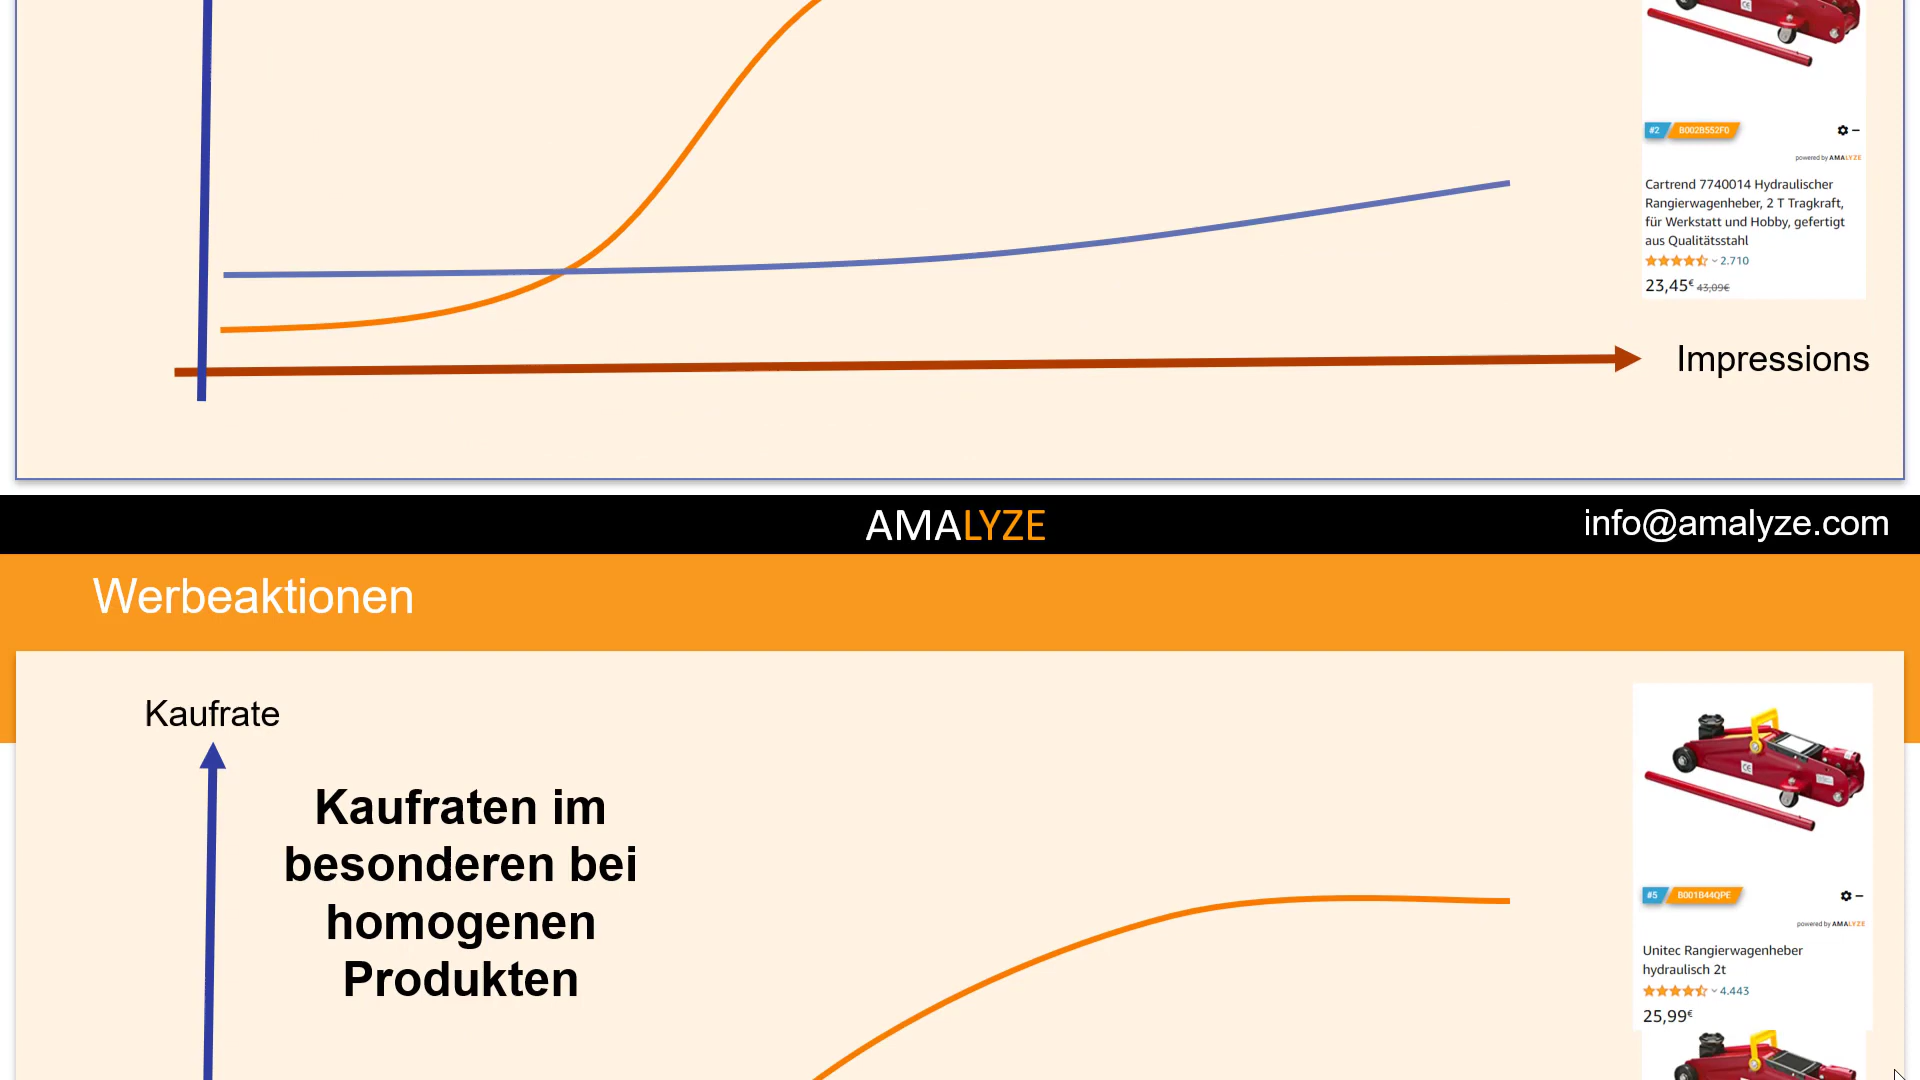 #2 B002B552F0
powered by AMALYZE
Cartrend 7740014 Hydraulischer
Rangierwagenheber, 2 T Tragkraft,
für Werkstatt und Hobby, gefertigt
aus Qualitätsstahl
2.710
23,45€ 43,09€
Impressions
AMALYZE
info@amalyze.com
Werbeaktionen
Kaufrate
Kaufraten im
besonderen bei
homogenen
Produkten
CE
#5 B001B44QPE
powered by AMALYZE
Unitec Rangierwagenheber
hydraulisch 2t
4.443
25,99€